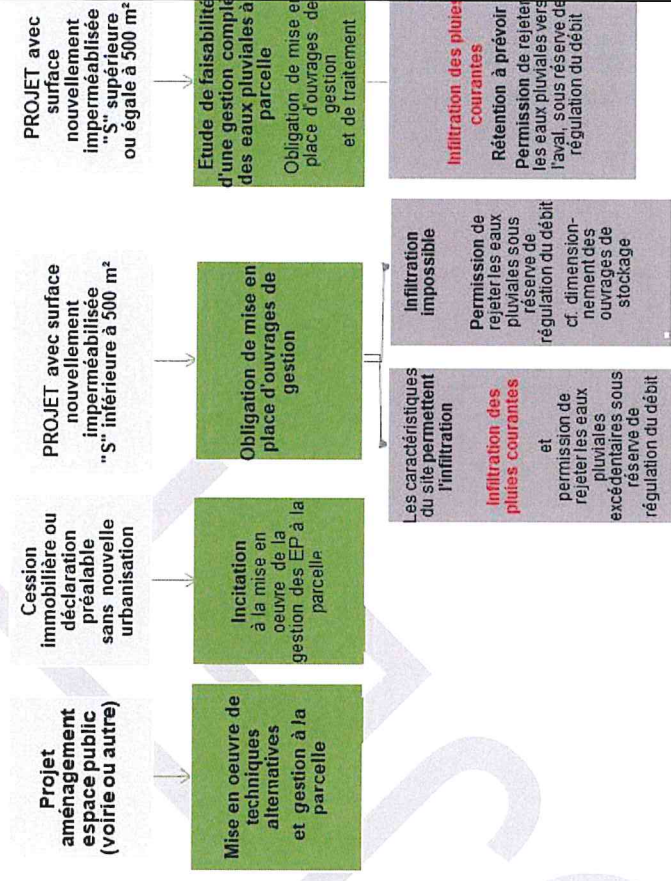 Projet
aménagement
espace public
(voirie ou autre)
Cession
immobilière ou
déclaration
préalable
sans nouvelle
urbanisation
PROJET avec surface
nouvellement
imperméabilisée
"S" inférieure à 500 m²
PROJET avec
surface
nouvellement
imperméabilisée
"S" supérieure
ou égale à 500 m²
Mise en oeuvre de
techniques
alternatives
et gestion à la
parcelle
Incitation
à la mise en
oeuvre de la
gestion des EP à la
parcelle
Obligation de mise en
place d'ouvrages de
gestion
Etude de faisabilité
d'une gestion complè
des eaux pluviales à
parcelle
Obligation de mise en
place d'ouvrages de
gestion
et de traitement
Les caractéristiques
du site permettent
l'infiltration
Infiltration des
pluies courantes
et
permission de
rejeter les eaux
pluviales
excédentaires sous
réserve de
régulation du débit
Infiltration
impossible
Permission de
rejeter les eaux
pluviales sous
réserve de
régulation du débit
cf. dimension-
nement des
ouvrages de
stockage
Infiltration des pluies
courantes
Rétention à prévoir
Permission de rejeter
les eaux pluviales vers
l'aval, sous réserve de
régulation du débit